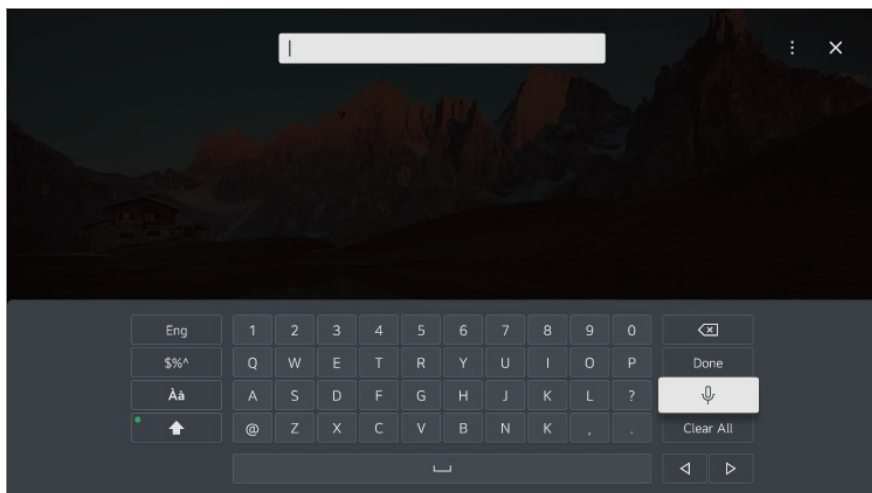 Eng 1 2 3 4 5 6 7 8 9 0
$%^ Q W E T R Y U I O P Done
Àà A S D F G H J K L ?
@ Z X C V B N K , . Clear All